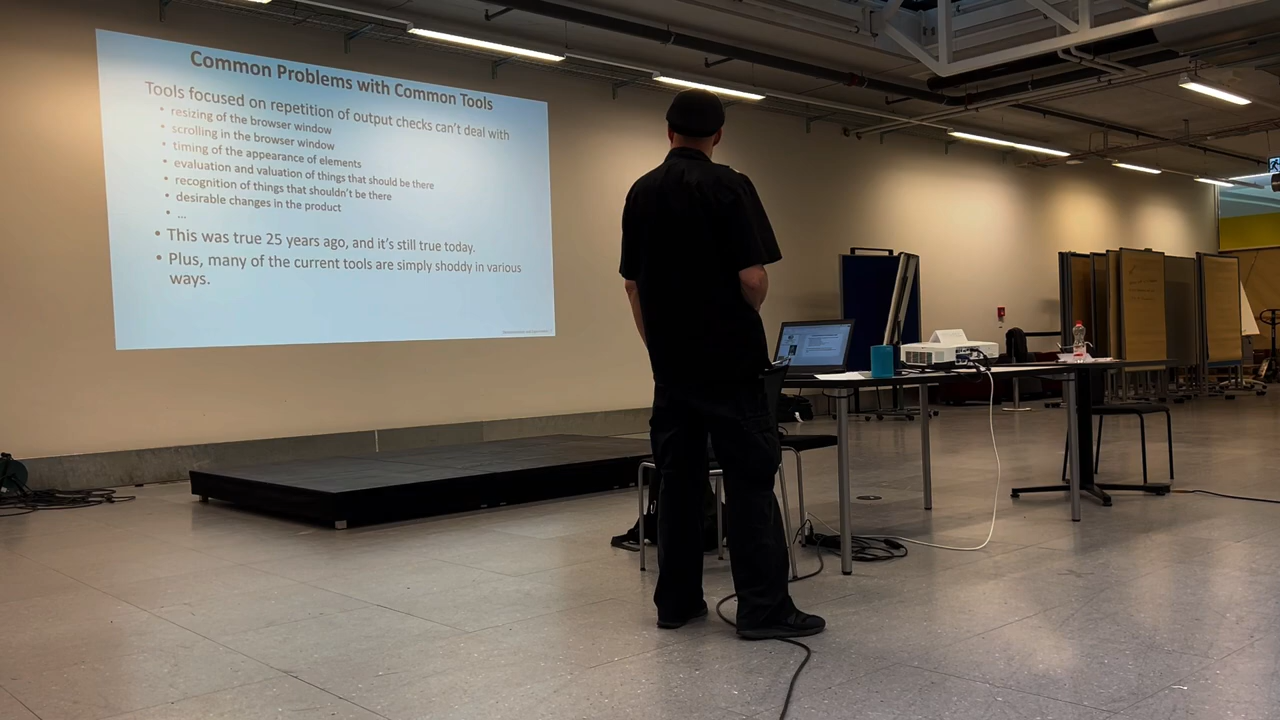 Common Problems with Common Tools
Tools focused on repetition of output checks can't deal with
• resizing of the browser window
• scrolling in the browser window
• timing of the appearance of elements
• evaluation and valuation of things that should be there
• recognition of things that shouldn't be there
• desirable changes in the product
• ...
• This was true 25 years ago, and it's still true today.
• Plus, many of the current tools are simply shoddy in various
ways.